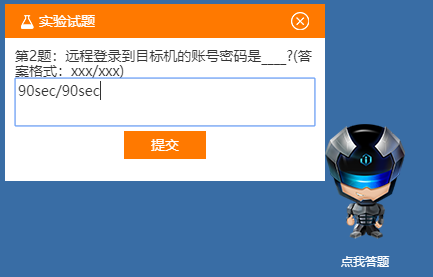 实验试题
第2题：远程登录到目标机的账号密码是____?(答
案格式：xxx/xxx)
90sec/90sec
提交
点我答题